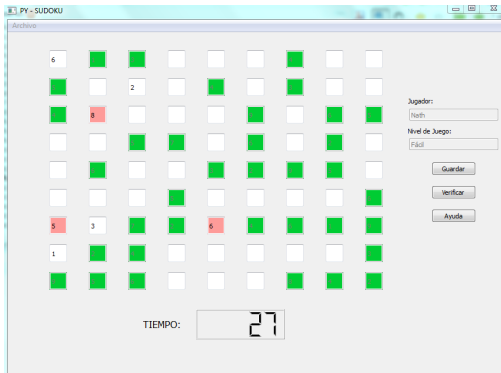 PY - SUDOKU
Archivo
6
2
8
5 3 6
1
Jugador:
Nath
Nivel de Juego:
Fácil
Guardar
Verificar
Ayuda
TIEMPO: 27